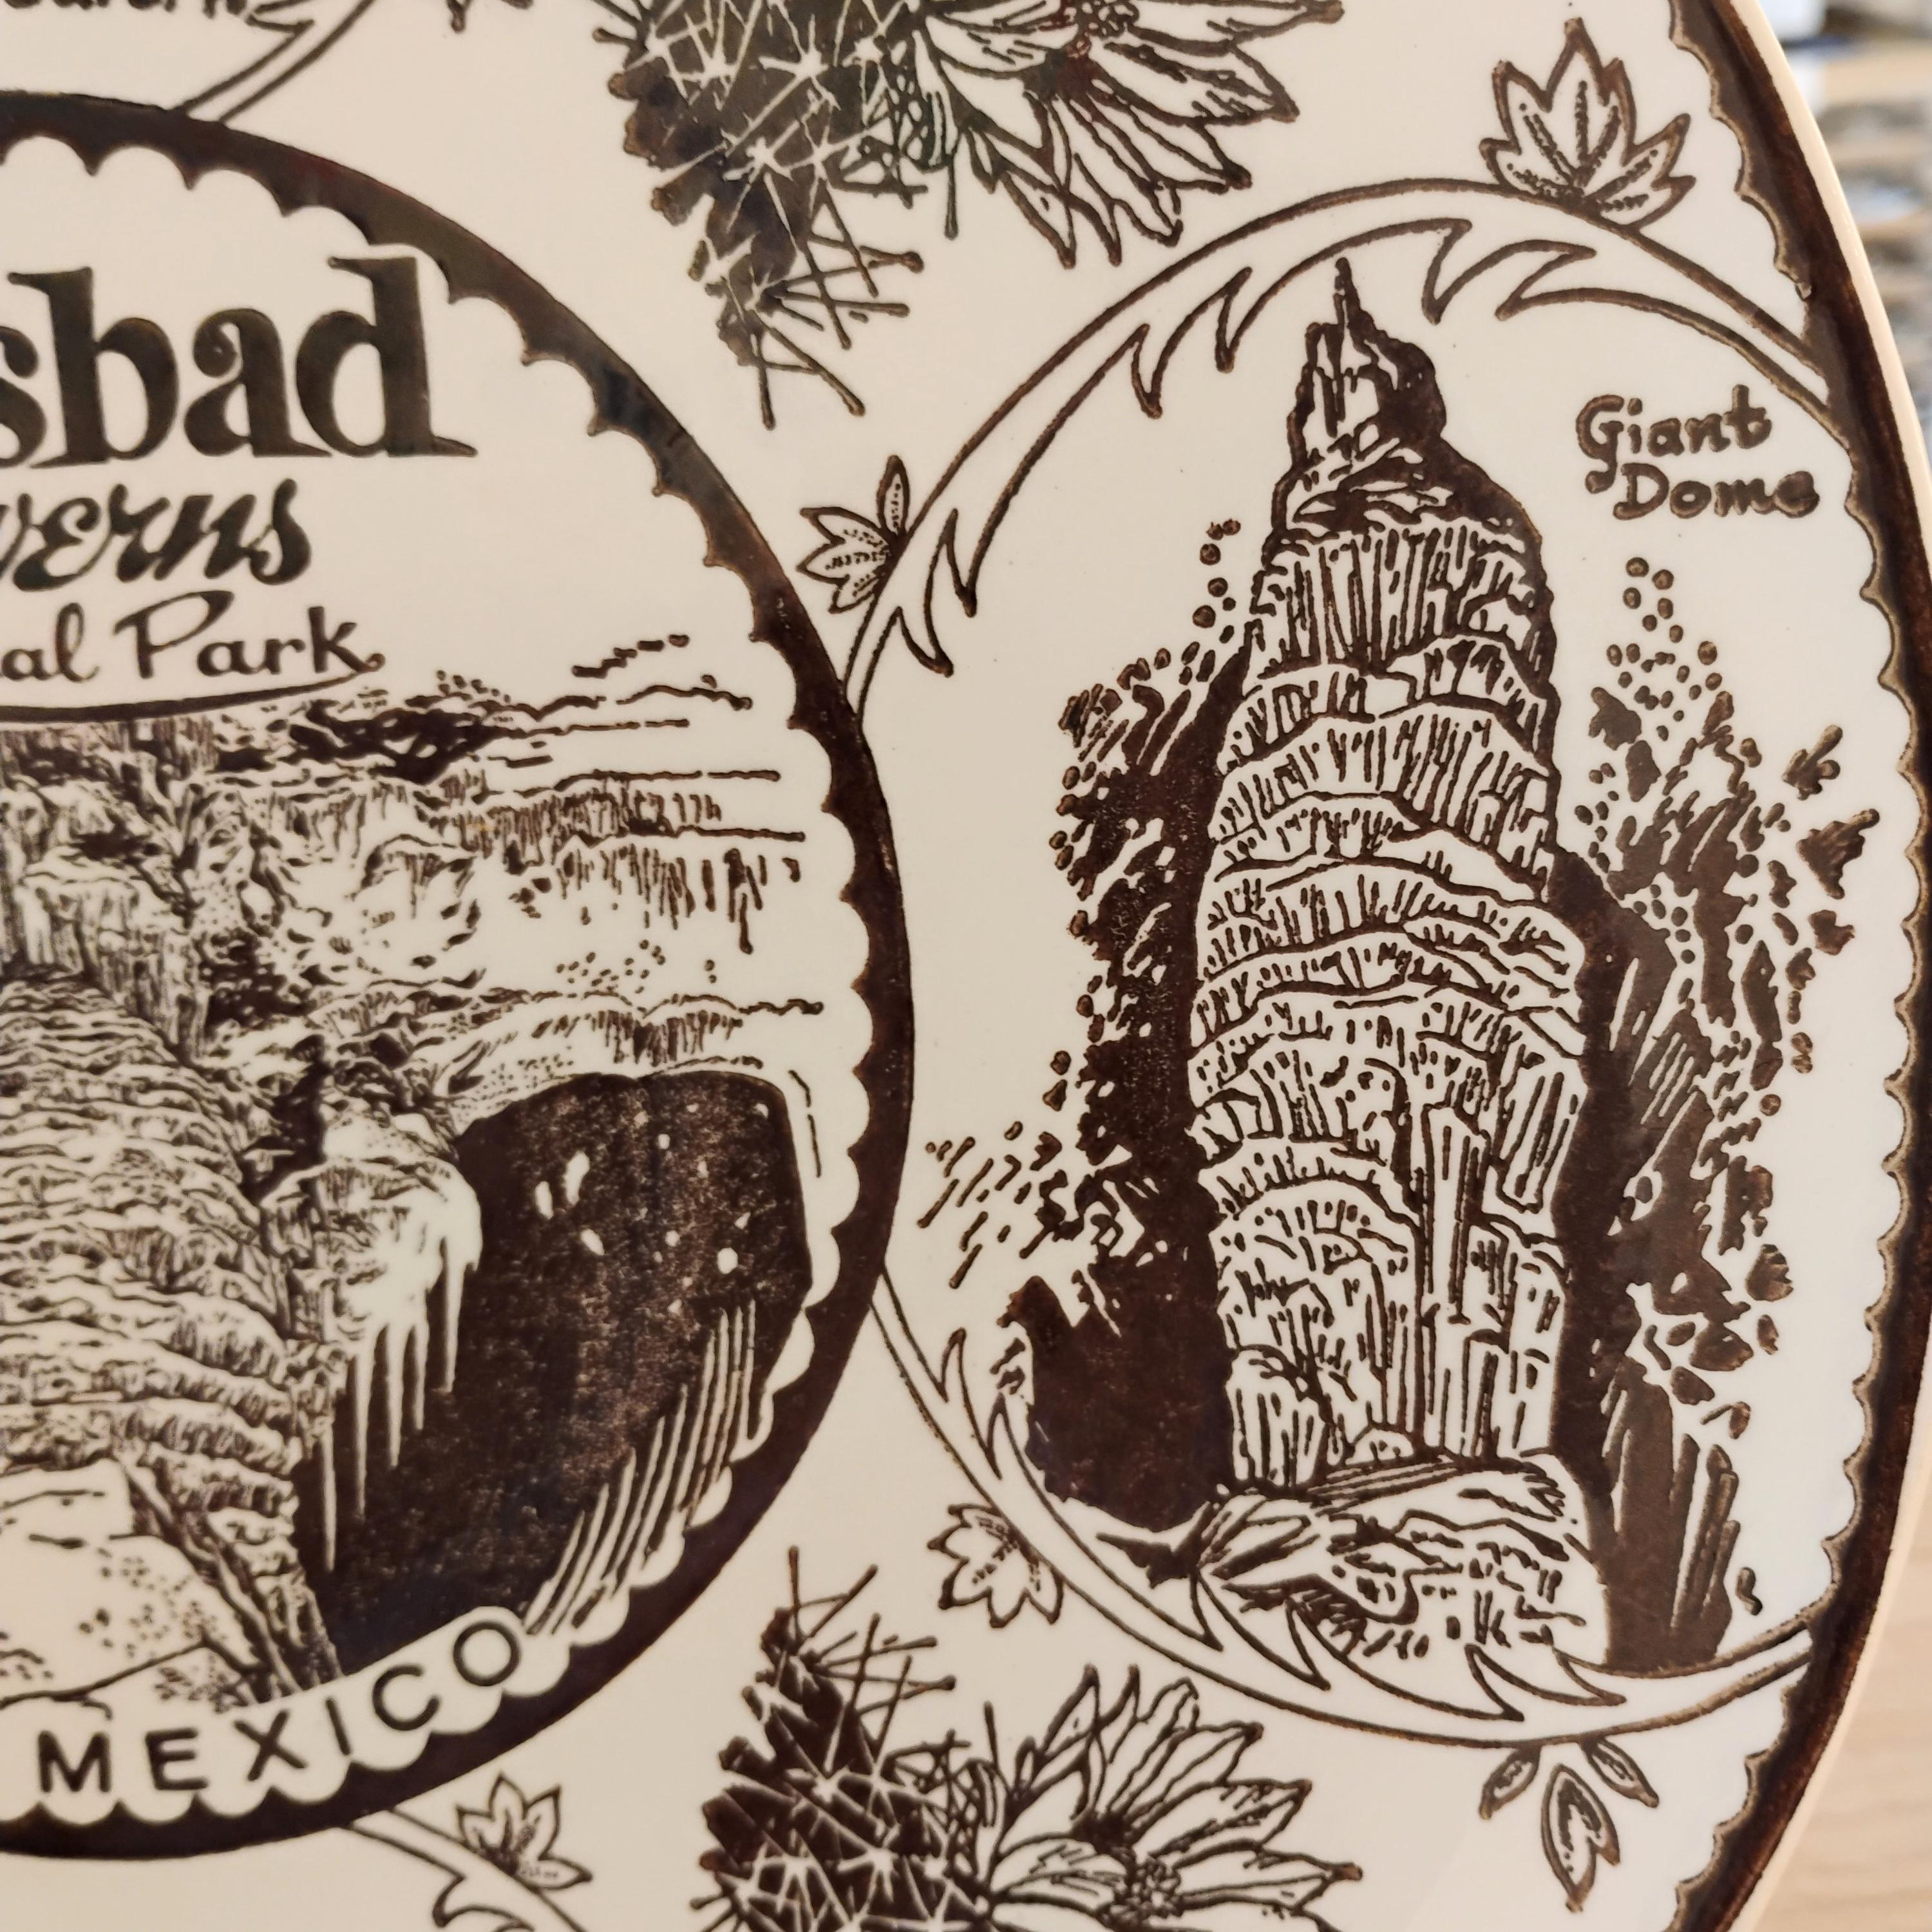 sbad
verns
al Park
MEXICO
Giant
Dome